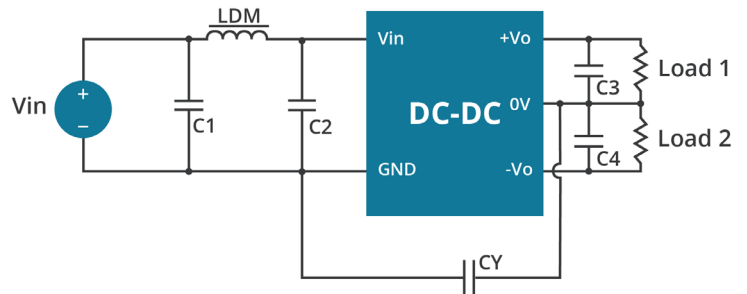 LDM
Vin
+
−
C1
C2
Vin
GND
DC-DC
+Vo
0V
-Vo
C3
C4
Load 1
Load 2
CY